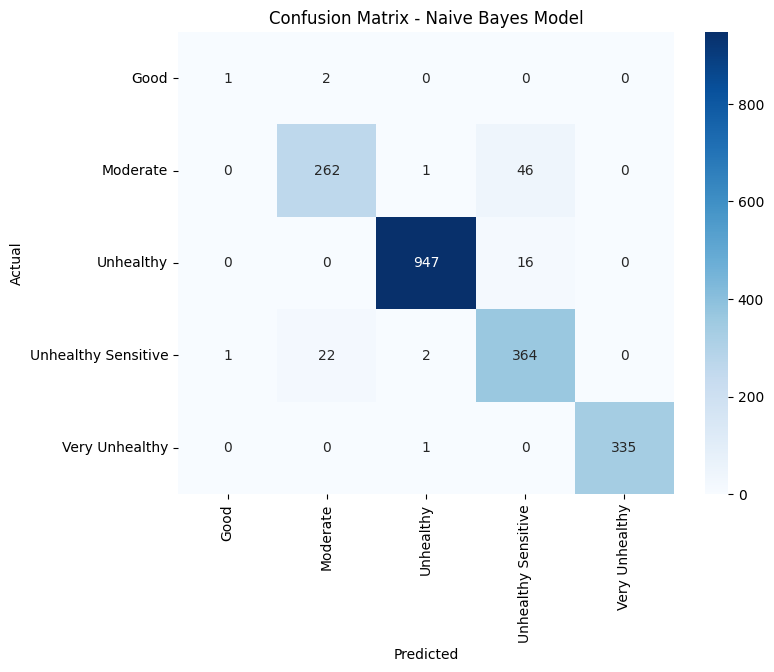 Confusion Matrix - Naive Bayes Model
Good 1 2 0 0 0
Moderate 0 262 1 46 0
Unhealthy 0 0 947 16 0
Unhealthy Sensitive 1 22 2 364 0
Very Unhealthy 0 0 1 0 335
Actual
Good
Moderate
Unhealthy
Unhealthy Sensitive
Very Unhealthy
Predicted
800
600
400
200
0